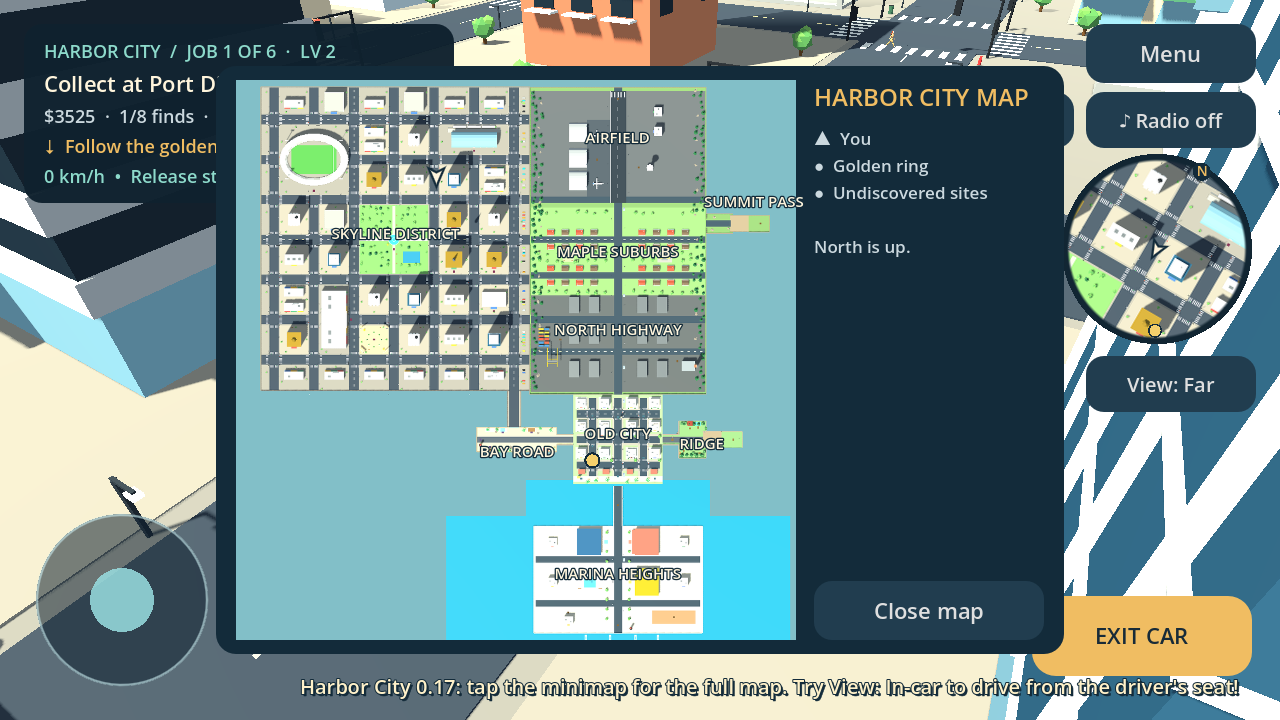 HARBOR CITY / JOB 1 OF 6 · LV 2
Collect at Port D
$3525 · 1/8 finds ·
↓ Follow the golden
0 km/h • Release st
AIRFIELD
SUMMIT PASS
SKYLINE DISTRICT
MAPLE SUBURBS
NORTH HIGHWAY
OLD CITY
BAY ROAD
RIDGE
MARINA HEIGHTS
HARBOR CITY MAP
▲ You
● Golden ring
● Undiscovered sites
North is up.
Close map
Menu
♪ Radio off
N
View: Far
EXIT CAR
Harbor City 0.17: tap the minimap for the full map. Try View: In-car to drive from the driver's seat!